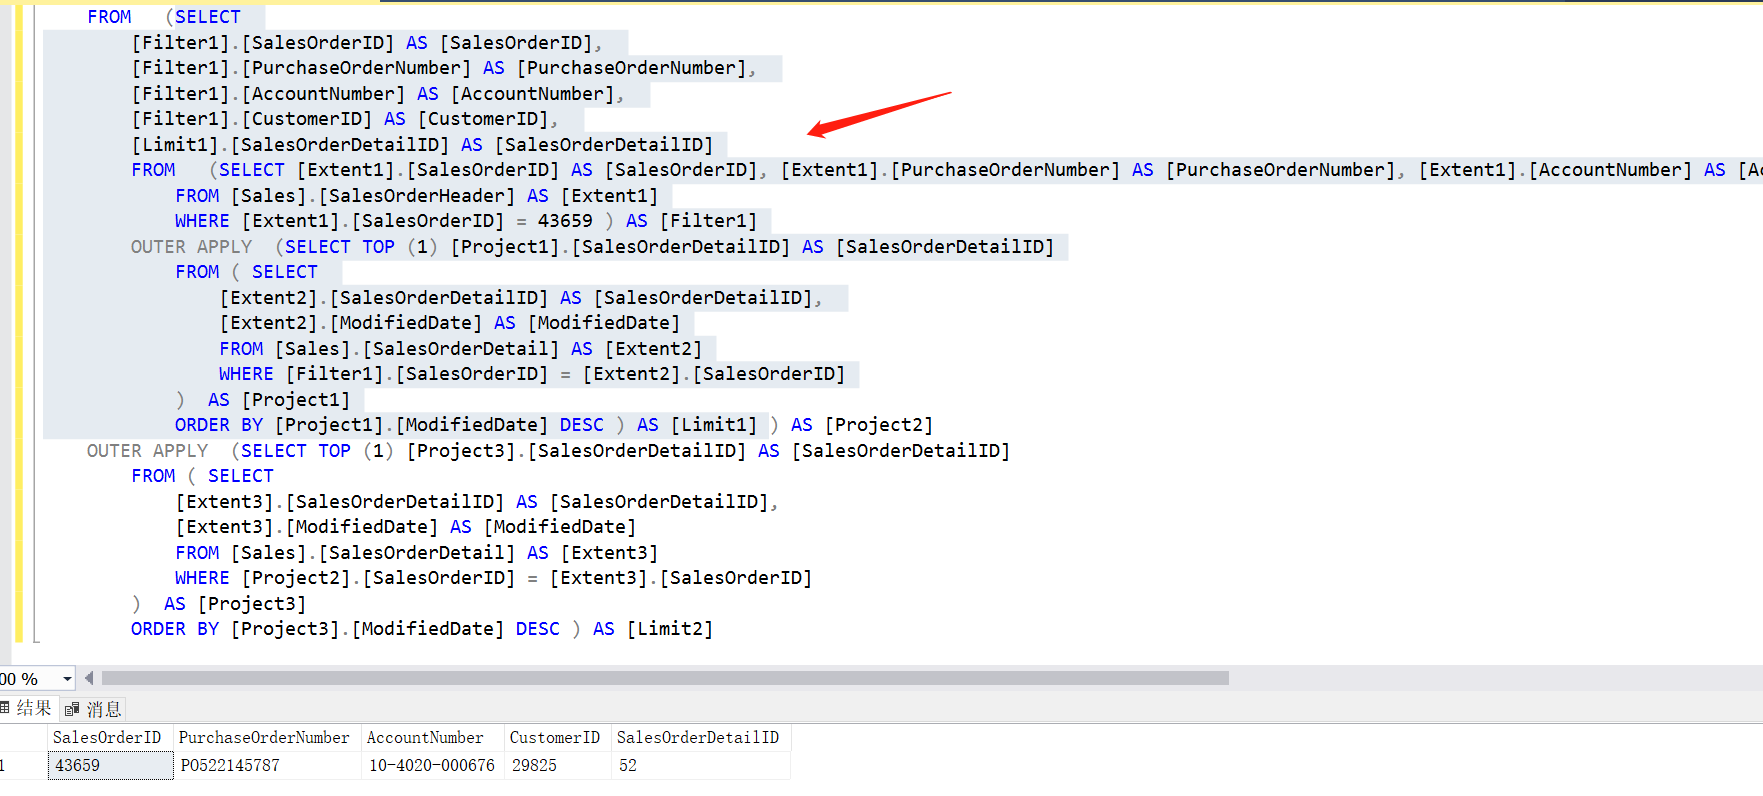 FROM   (SELECT
[Filter1].[SalesOrderID] AS [SalesOrderID],
[Filter1].[PurchaseOrderNumber] AS [PurchaseOrderNumber],
[Filter1].[AccountNumber] AS [AccountNumber],
[Filter1].[CustomerID] AS [CustomerID],
[Limit1].[SalesOrderDetailID] AS [SalesOrderDetailID]
FROM   (SELECT [Extent1].[SalesOrderID] AS [SalesOrderID], [Extent1].[PurchaseOrderNumber] AS [PurchaseOrderNumber], [Extent1].[AccountNumber] AS
FROM [Sales].[SalesOrderHeader] AS [Extent1]
WHERE [Extent1].[SalesOrderID] = 43659 ) AS [Filter1]
OUTER APPLY  (SELECT TOP (1) [Project1].[SalesOrderDetailID] AS [SalesOrderDetailID]
FROM ( SELECT
[Extent2].[SalesOrderDetailID] AS [SalesOrderDetailID],
[Extent2].[ModifiedDate] AS [ModifiedDate]
FROM [Sales].[SalesOrderDetail] AS [Extent2]
WHERE [Filter1].[SalesOrderID] = [Extent2].[SalesOrderID]
)  AS [Project1]
ORDER BY [Project1].[ModifiedDate] DESC ) AS [Limit1] ) AS [Project2]
OUTER APPLY  (SELECT TOP (1) [Project3].[SalesOrderDetailID] AS [SalesOrderDetailID]
FROM ( SELECT
[Extent3].[SalesOrderDetailID] AS [SalesOrderDetailID],
[Extent3].[ModifiedDate] AS [ModifiedDate]
FROM [Sales].[SalesOrderDetail] AS [Extent3]
WHERE [Project2].[SalesOrderID] = [Extent3].[SalesOrderID]
)  AS [Project3]
ORDER BY [Project3].[ModifiedDate] DESC ) AS [Limit2]
00 %
结果 消息
SalesOrderID PurchaseOrderNumber AccountNumber CustomerID SalesOrderDetailID
1 43659 PO522145787 10-4020-000676 29825 52